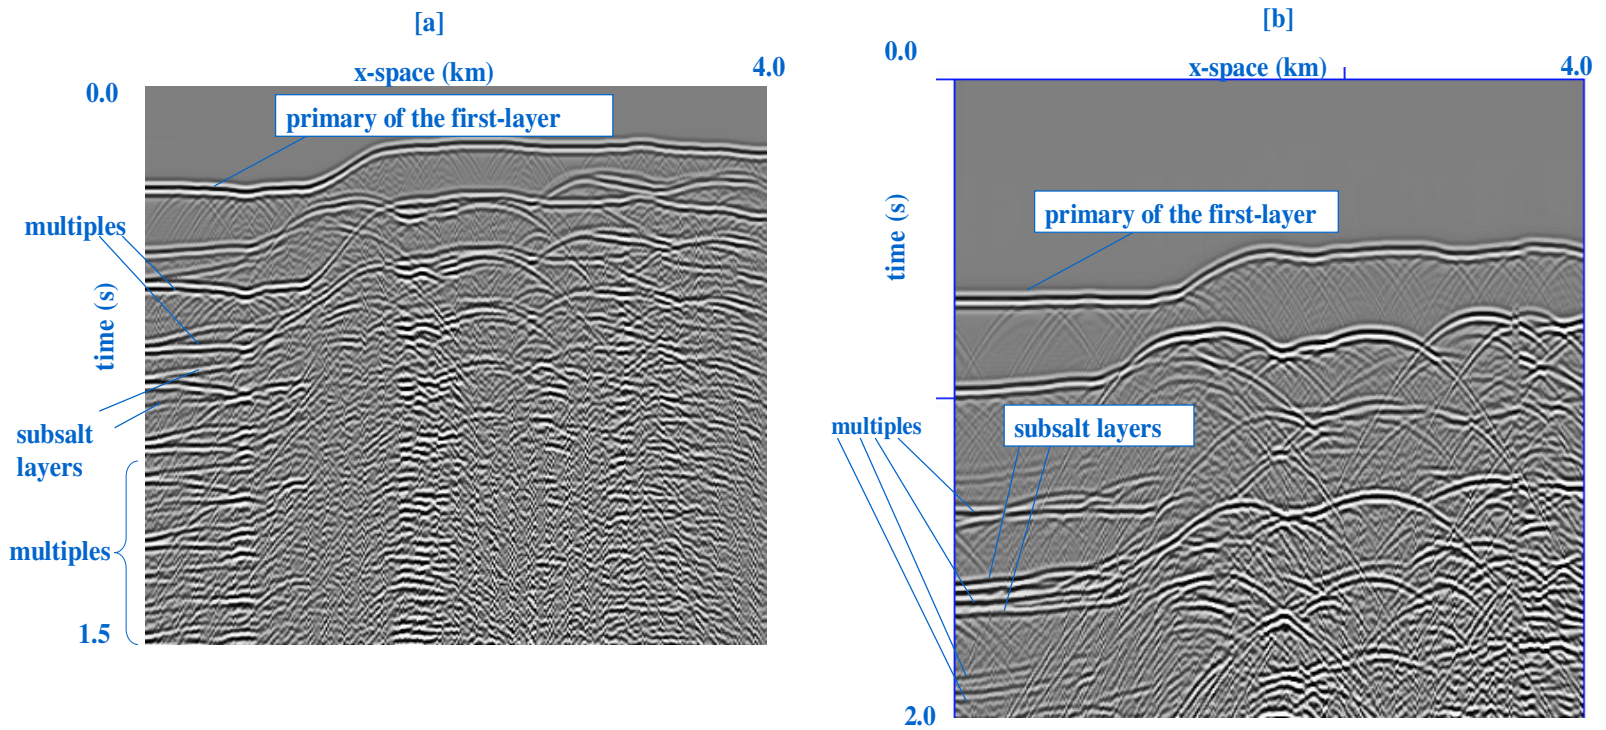 [a]
x-space (km)
4.0
0.0
primary of the first-layer
multiples
time (s)
subsalt
layers
multiples
1.5
[b]
0.0
x-space (km)
4.0
time (s)
primary of the first-layer
multiples
subsalt layers
2.0